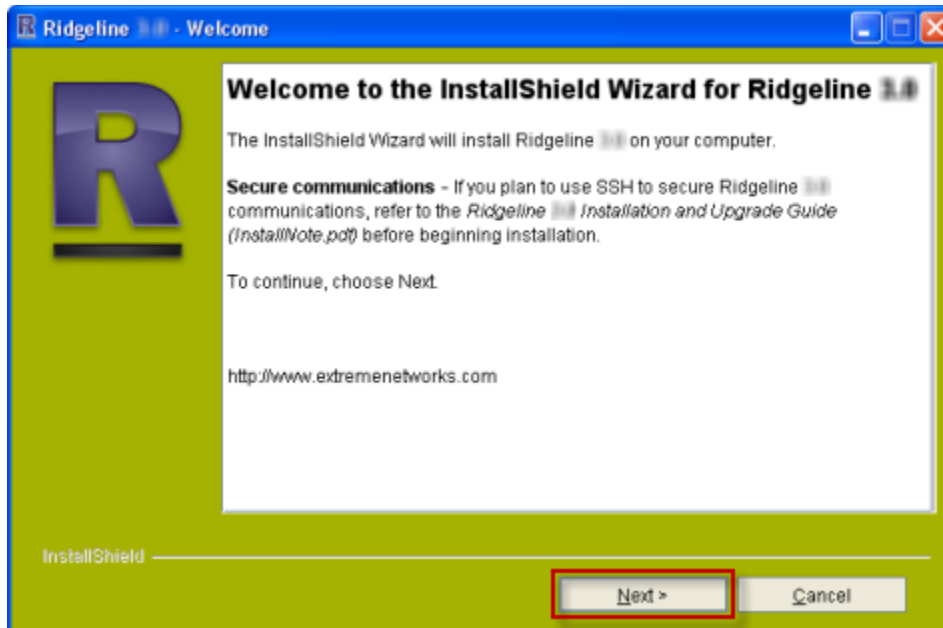 Ridgeline - Welcome
R
Welcome to the InstallShield Wizard for Ridgeline
The InstallShield Wizard will install Ridgeline on your computer.
Secure communications - If you plan to use SSH to secure Ridgeline
communications, refer to the Ridgeline Installation and Upgrade Guide
(InstallNote.pdf) before beginning installation.
To continue, choose Next.
http://www.extremenetworks.com
InstallShield
Next >
Cancel